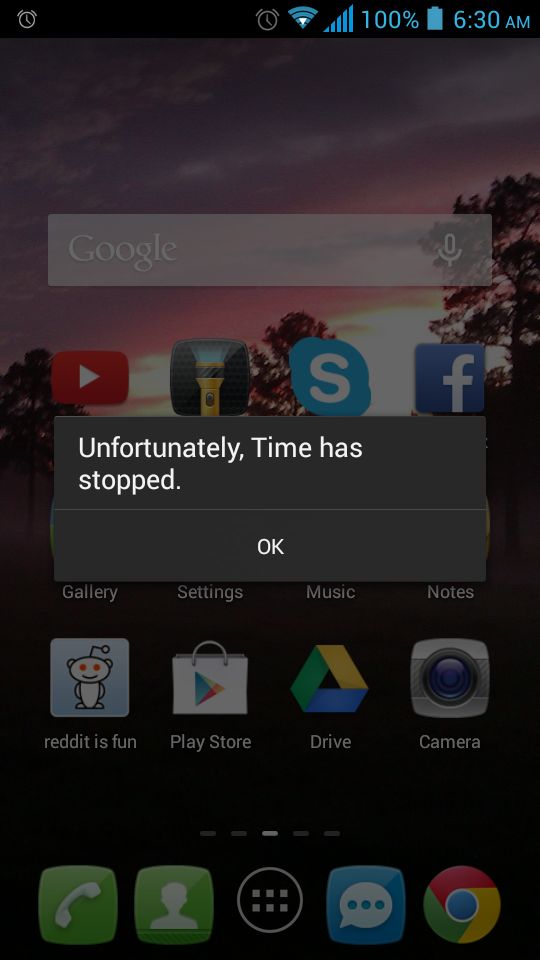 100% 6:30 AM
Google
Unfortunately, Time has
stopped.
OK
Gallery Settings Music Notes
reddit is fun Play Store Drive Camera